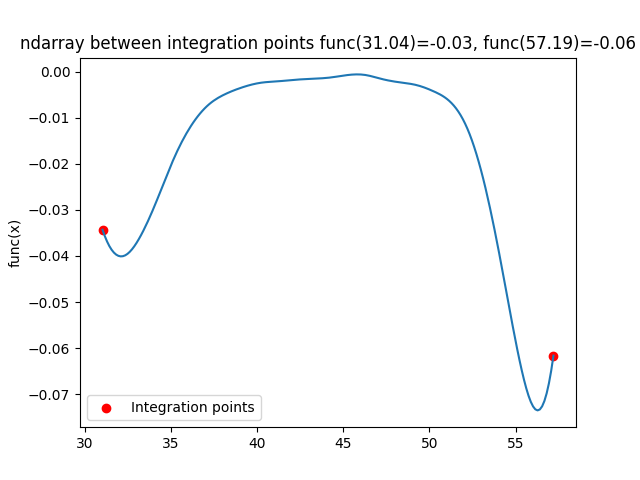 ndarray between integration points func(31.04)=-0.03, func(57.19)=-0.06
0.00
−0.01
−0.02
−0.03
−0.04
−0.05
−0.06
−0.07
func(x)
Integration points
30 35 40 45 50 55